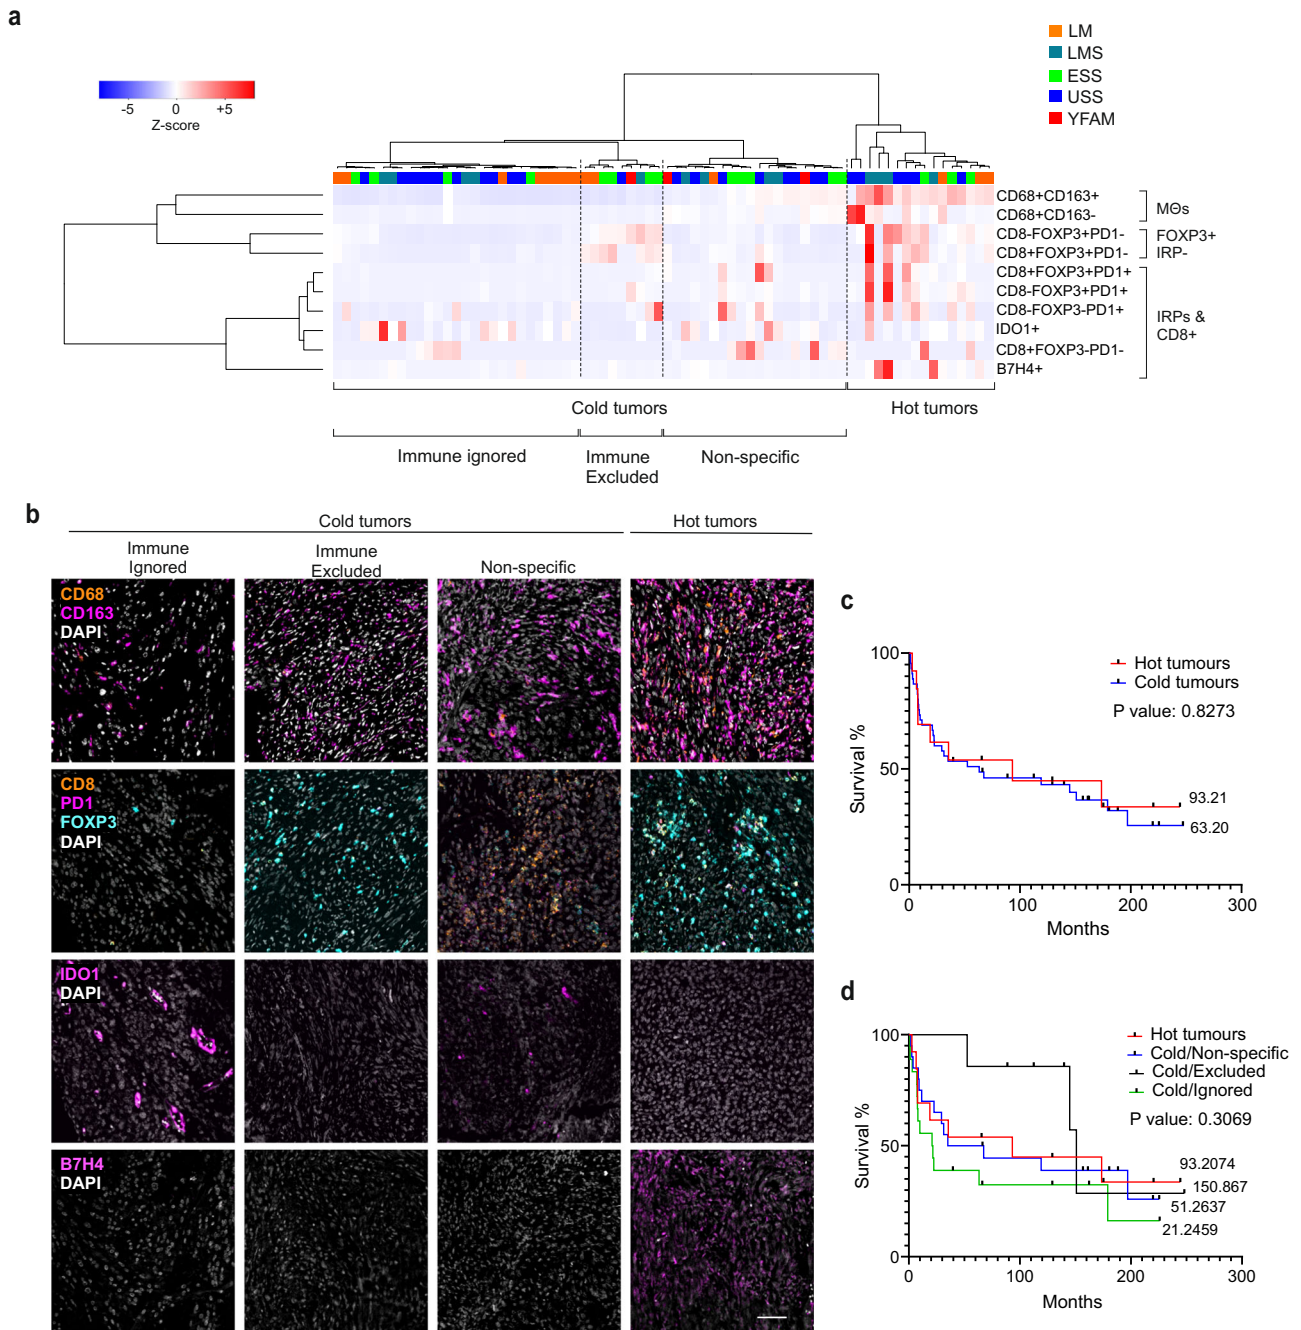 a
LM
LMS
ESS
USS
YFAM
-5 0 +5
Z-score
CD68+CD163+
CD68+CD163-
MΘs
CD8-FOXP3+PD1-
CD8+FOXP3+PD1-
FOXP3+
IRP-
CD8+FOXP3+PD1+
CD8-FOXP3+PD1+
CD8-FOXP3-PD1+
IDO1+
CD8+FOXP3-PD1-
B7H4+
IRPs &
CD8+
Cold tumors
Hot tumors
Immune ignored
Immune
Excluded
Non-specific
b
Cold tumors
Hot tumors
Immune
Ignored
Immune
Excluded
Non-specific
CD68
CD163
DAPI
CD8
PD1
FOXP3
DAPI
IDO1
DAPI
B7H4
DAPI
c
Survival %
100
50
0
0 100 200 300
Months
Hot tumours
Cold tumours
P value: 0.8273
93.21
63.20
d
Survival %
100
50
0
0 100 200 300
Months
Hot tumours
Cold/Non-specific
Cold/Excluded
Cold/Ignored
P value: 0.3069
93.2074
150.867
51.2637
21.2459